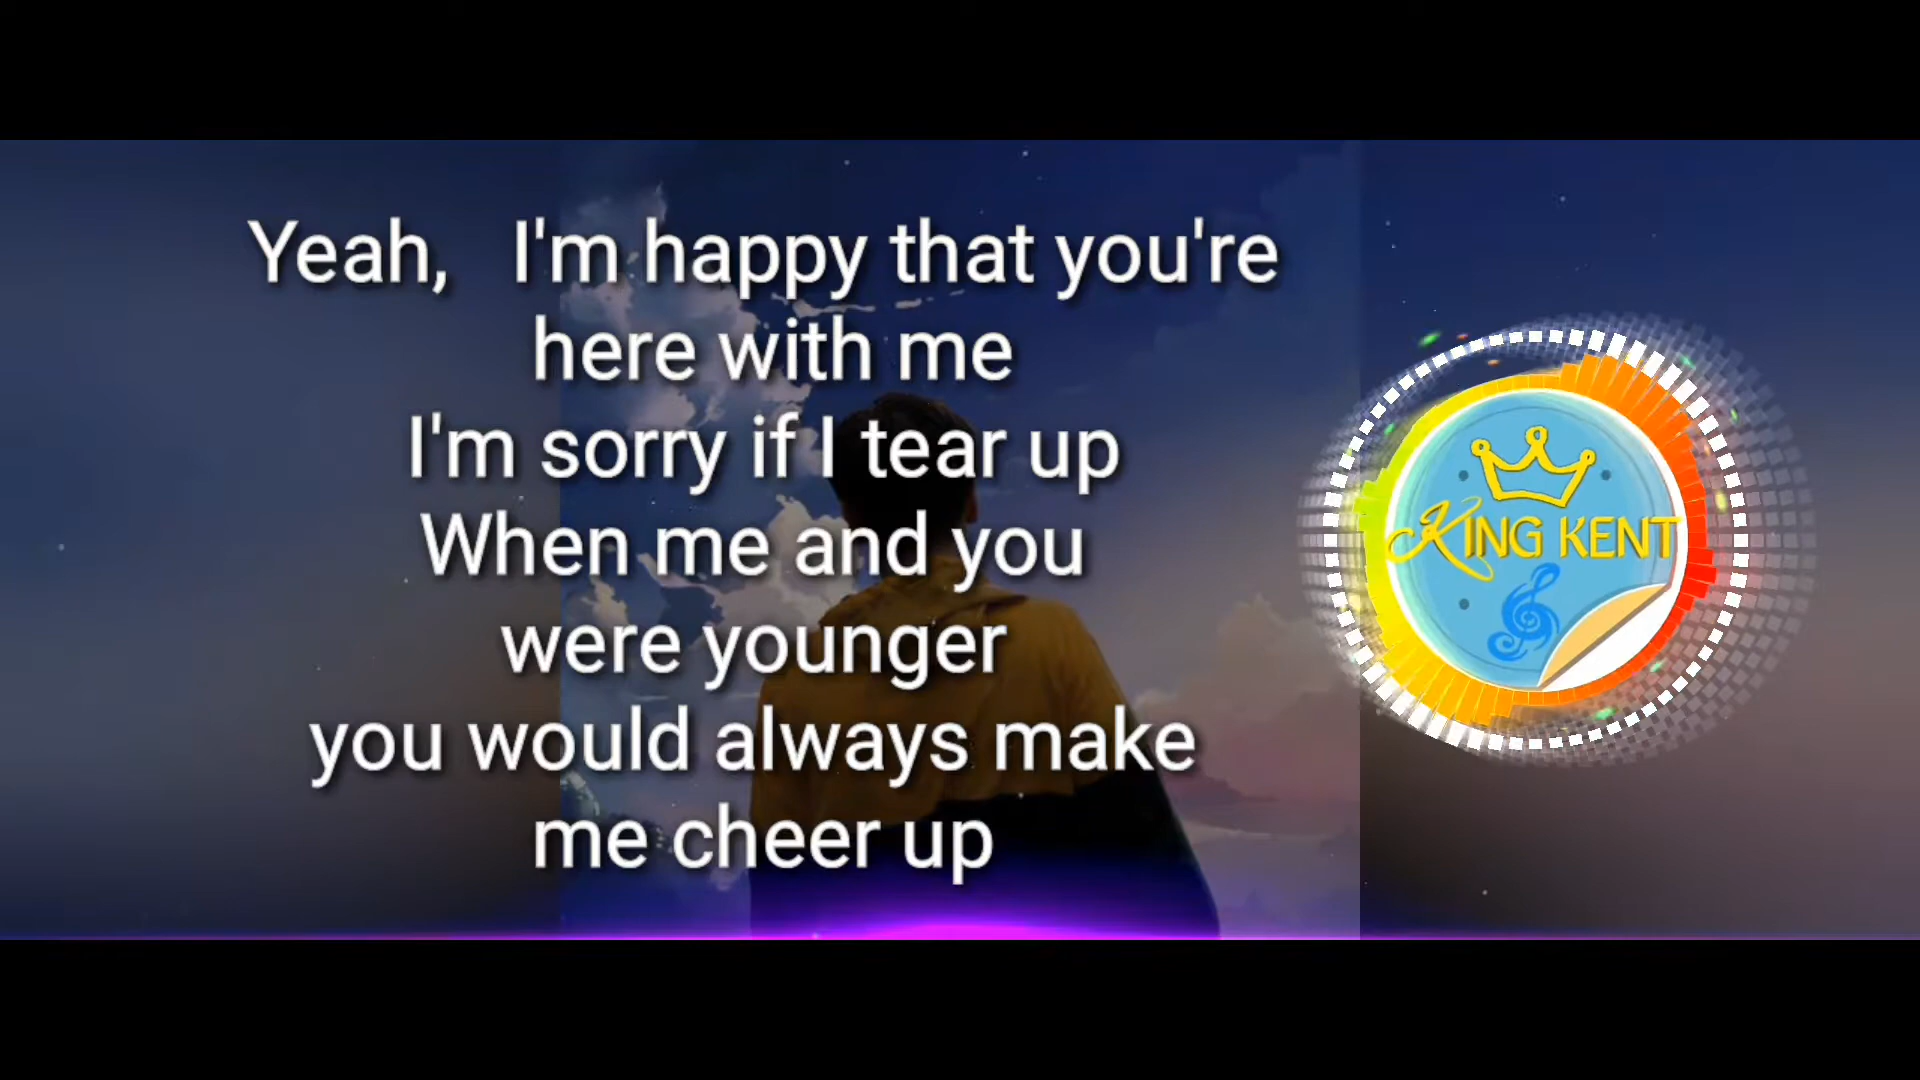 Yeah,   I'm happy that you're
here with me
I'm sorry if I tear up
When me and you
were younger
you would always make
me cheer up
KING KENT